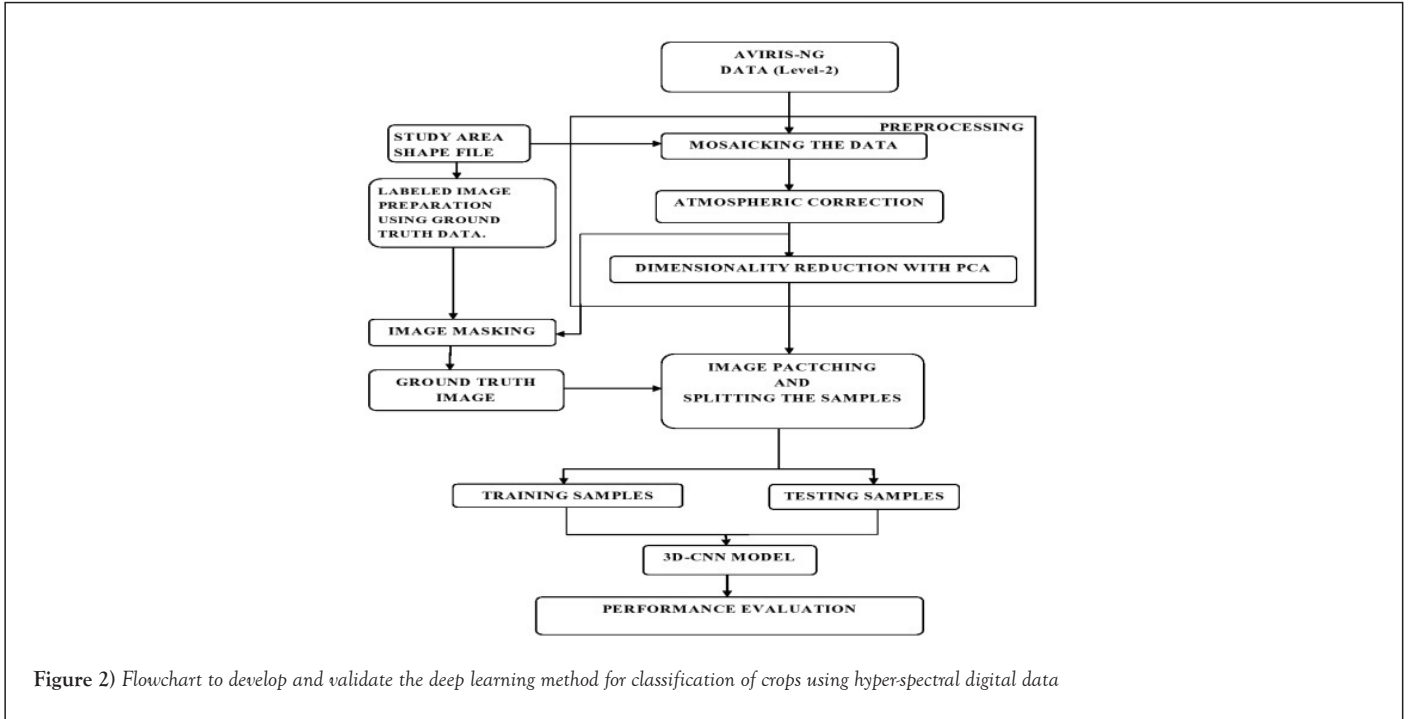 AVIRIS-NG
DATA (Level-2)
PREPROCESSING
STUDY AREA
SHAPE FILE
MOSAICKING THE DATA
LABELED IMAGE
PREPARATION
USING GROUND
TRUTH DATA.
ATMOSPHERIC CORRECTION
DIMENSIONALITY REDUCTION WITH PCA
IMAGE MASKING
GROUND TRUTH
IMAGE
IMAGE PACTCHING
AND
SPLITTING THE SAMPLES
TRAINING SAMPLES
TESTING SAMPLES
3D-CNN MODEL
PERFORMANCE EVALUATION
Figure 2) Flowchart to develop and validate the deep learning method for classification of crops using hyper-spectral digital data